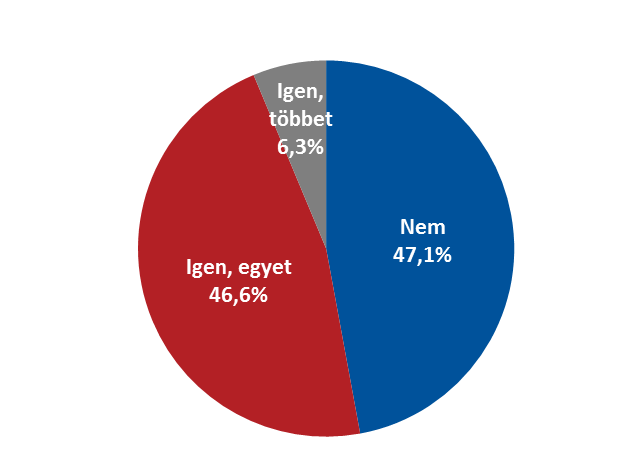 Igen,
többet
6,3%
Nem
47,1%
Igen, egyet
46,6%